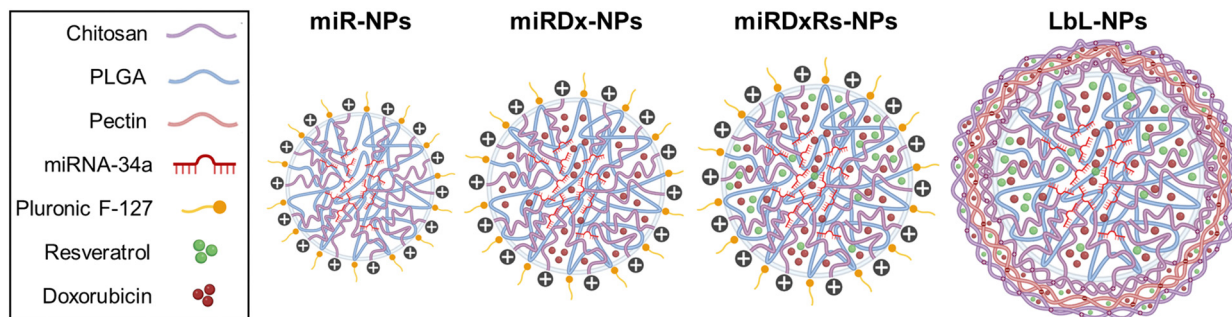 miR-NPs
miRDx-NPs
miRDxRs-NPs
LbL-NPs
Chitosan
PLGA
Pectin
miRNA-34a
Pluronic F-127
Resveratrol
Doxorubicin